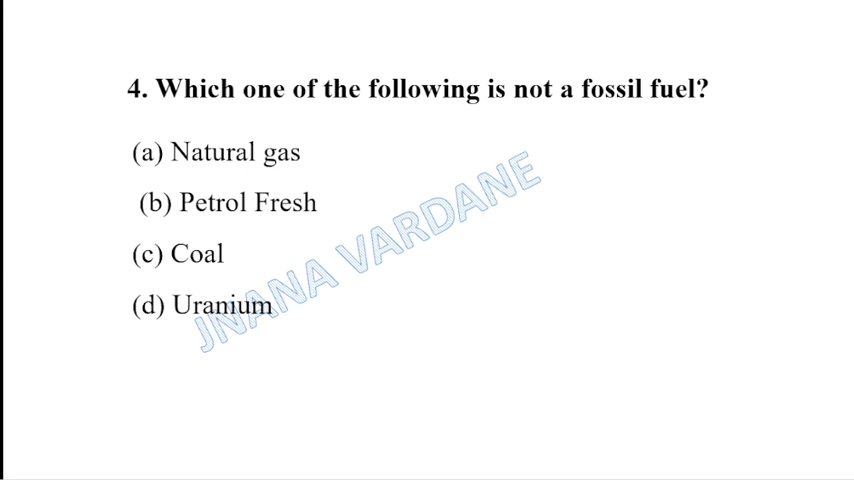 4. Which one of the following is not a fossil fuel?
(a) Natural gas
(b) Petrol Fresh
(c) Coal
(d) Uranium
JNANA VARDANE